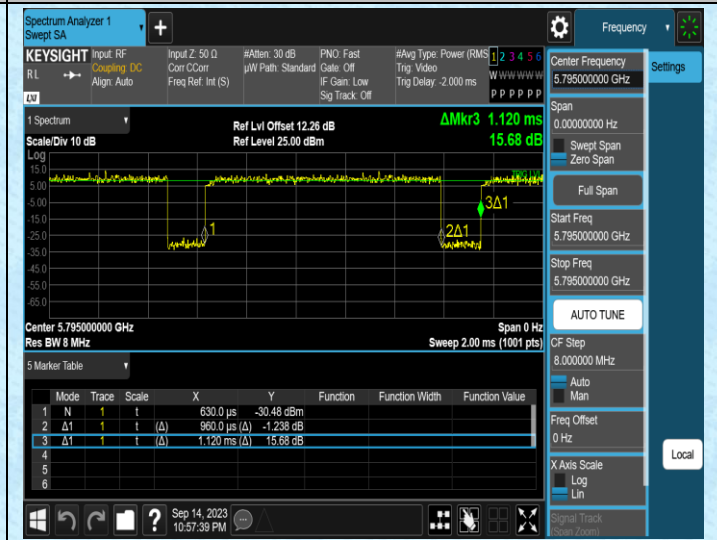 Spectrum Analyzer 1
Swept SA
+
Frequency
KEYSIGHT
RL
LXI
Input: RF
Coupling: DC
Align: Auto
Input Z: 50 Ω
Corr CCorr
Freq Ref: Int (S)
#Atten: 30 dB
µW Path: Standard
PNO: Fast
Gate: Off
IF Gain: Low
Sig Track: Off
#Avg Type: Power (RMS
Trig: Video
Trig Delay: -2.000 ms
1 2 3 4 5 6
W W W W W W
P P P P P P
1 Spectrum
Scale/Div 10 dB
Log
Ref Lvl Offset 12.26 dB
Ref Level 25.00 dBm
ΔMkr3 1.120 ms
15.68 dB
15.0
5.00
-5.00
-15.0
-25.0
-35.0
-45.0
-55.0
-65.0
TRIG LVL
1
2Δ1
3Δ1
Center 5.795000000 GHz
Res BW 8 MHz
Span 0 Hz
Sweep 2.00 ms (1001 pts)
5 Marker Table
Mode Trace Scale X Y Function Function Width Function Value
1 N 1 t 630.0 µs -30.48 dBm
2 Δ1 1 t (Δ) 960.0 µs (Δ) -1.238 dB
3 Δ1 1 t (Δ) 1.120 ms (Δ) 15.68 dB
4
5
6
?
Sep 14, 2023
10:57:39 PM
Center Frequency
5.795000000 GHz
Span
0.00000000 Hz
Swept Span
Zero Span
Full Span
Start Freq
5.795000000 GHz
Stop Freq
5.795000000 GHz
AUTO TUNE
CF Step
8.000000 MHz
Auto
Man
Freq Offset
0 Hz
X Axis Scale
Log
Lin
Signal Track
(Span Zoom)
Settings
Local